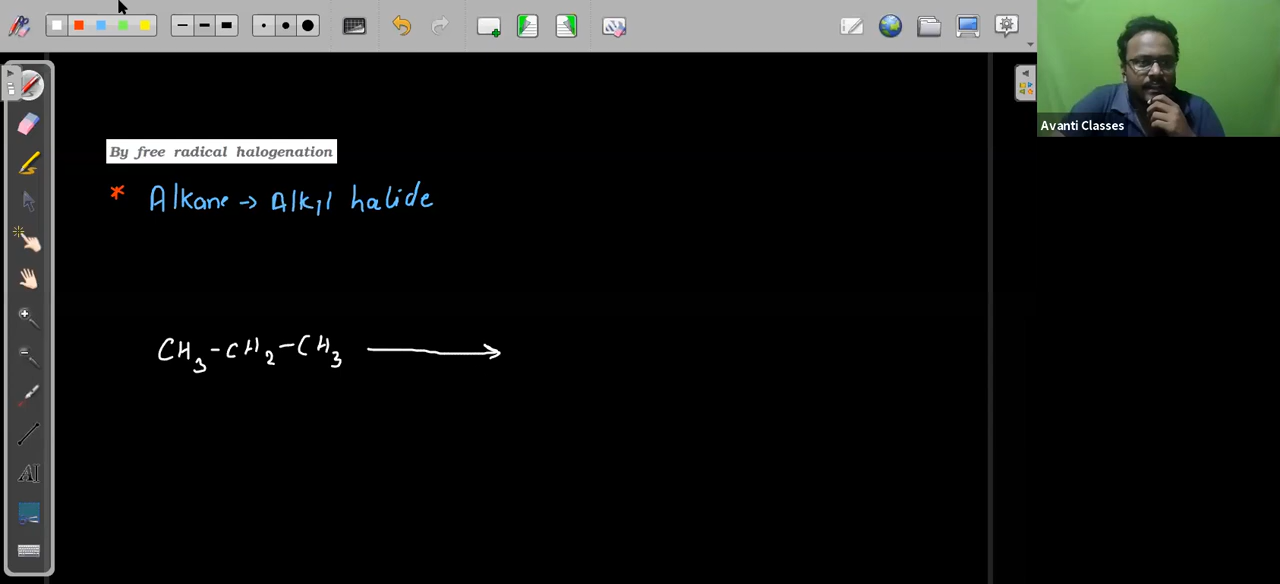 Avanti Classes
By free radical halogenation
* Alkane → Alkyl halide
CH₃-CH₂-CH₃ ⟶